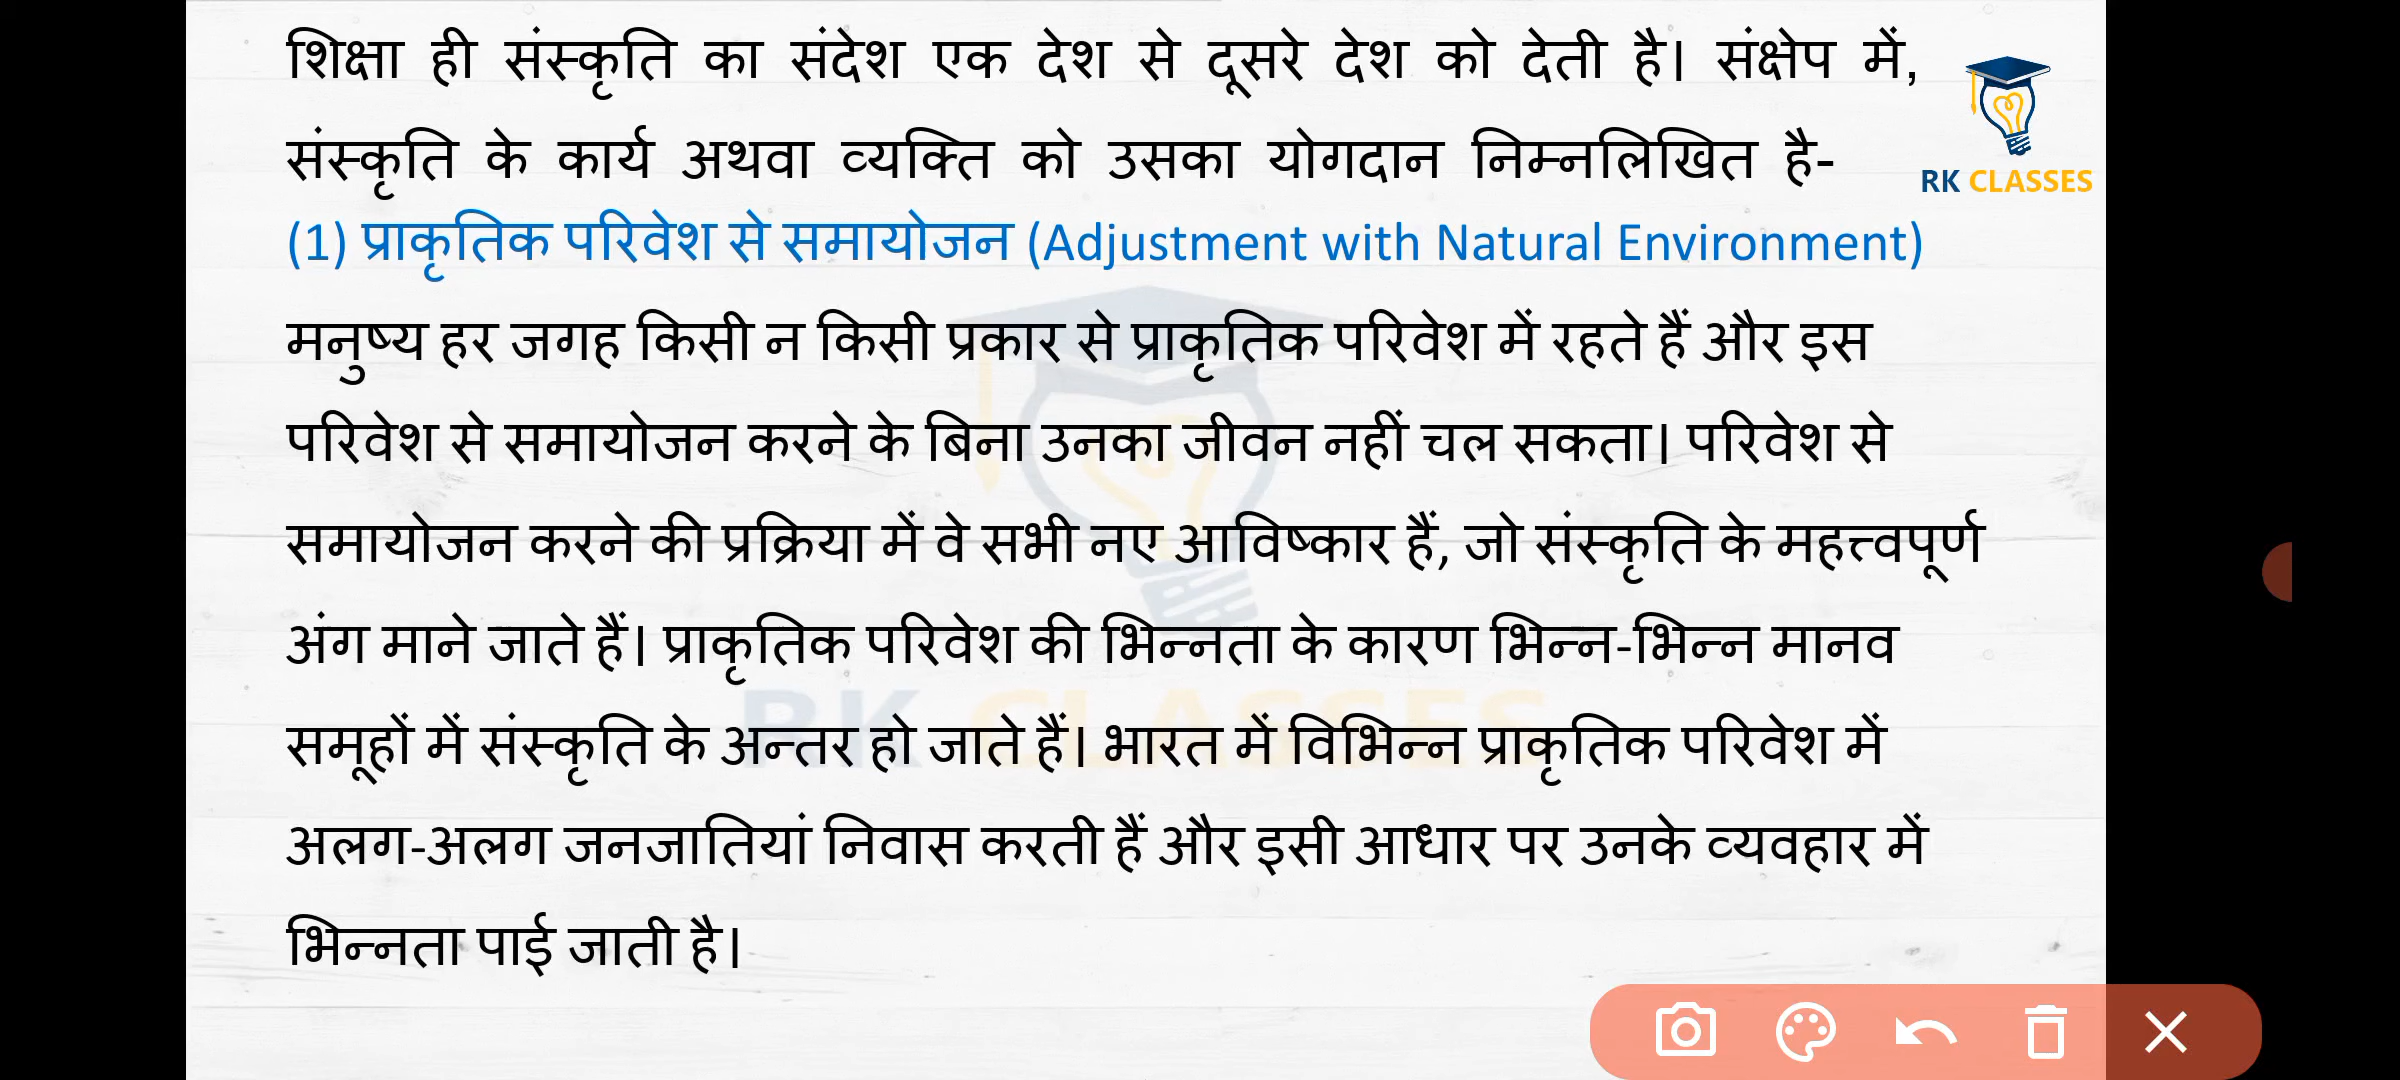 शिक्षा ही संस्कृति का संदेश एक देश से दूसरे देश को देती है। संक्षेप में,
संस्कृति के कार्य अथवा व्यक्ति को उसका योगदान निम्नलिखित है-
RK CLASSES
(1) प्राकृतिक परिवेश से समायोजन (Adjustment with Natural Environment)
मनुष्य हर जगह किसी न किसी प्रकार से प्राकृतिक परिवेश में रहते हैं और इस
परिवेश से समायोजन करने के बिना उनका जीवन नहीं चल सकता। परिवेश से
समायोजन करने की प्रक्रिया में वे सभी नए आविष्कार हैं, जो संस्कृति के महत्त्वपूर्ण
अंग माने जाते हैं। प्राकृतिक परिवेश की भिन्नता के कारण भिन्न-भिन्न मानव
समूहों में संस्कृति के अन्तर हो जाते हैं। भारत में विभिन्न प्राकृतिक परिवेश में
RK CLASSES
अलग-अलग जनजातियां निवास करती हैं और इसी आधार पर उनके व्यवहार में
भिन्नता पाई जाती है।